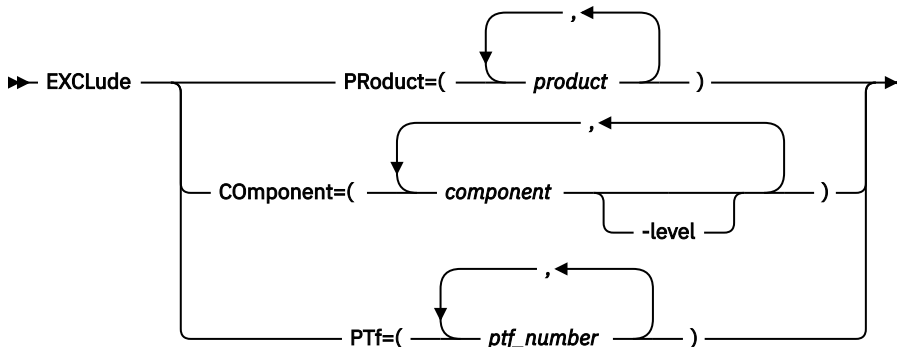 ,
EXCLude PRoduct=( product )
,
COmponent=( component )
-level
,
PTf=( ptf_number )